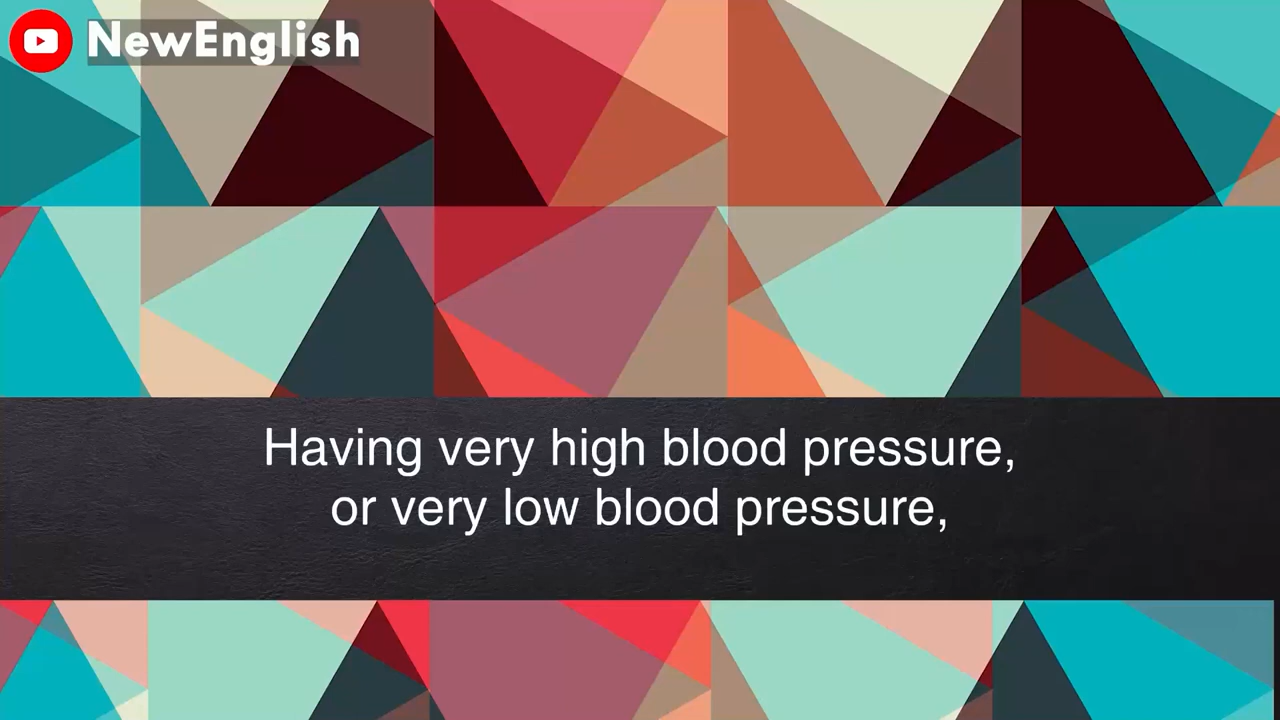 NewEnglish
Having very high blood pressure,
or very low blood pressure,